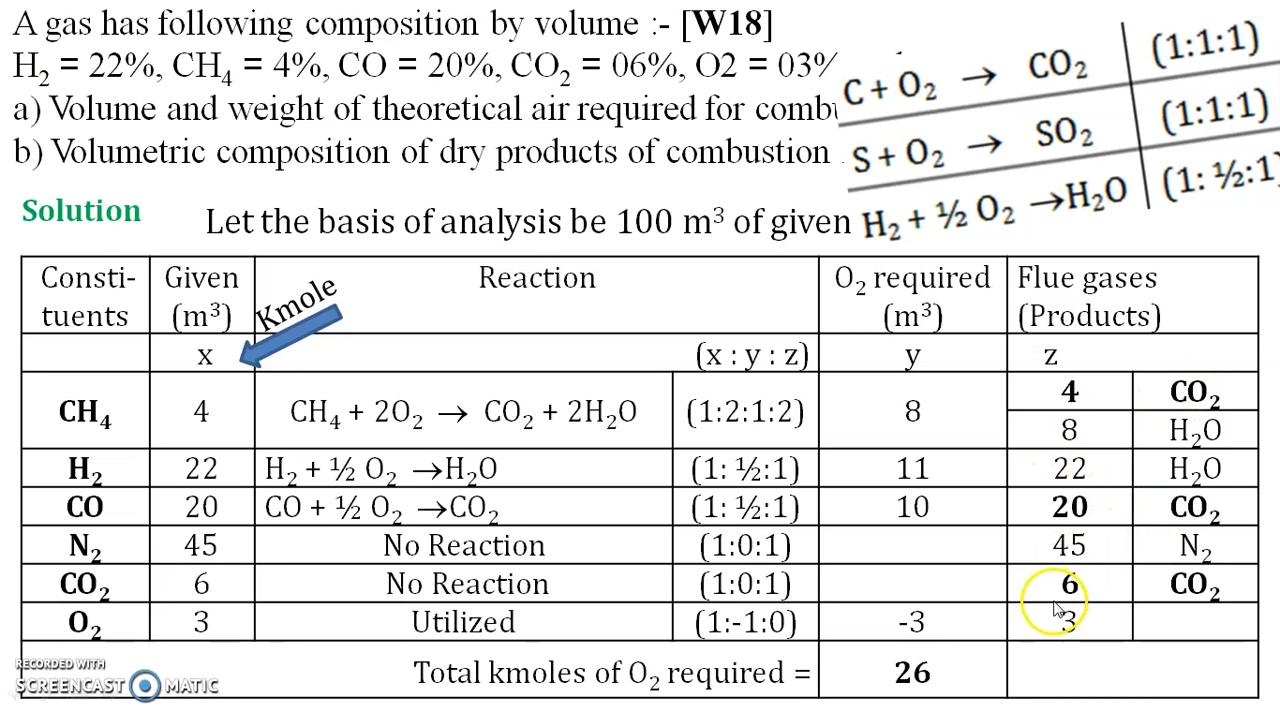 A gas has following composition by volume :- [W18]
H₂ = 22%, CH₄ = 4%, CO = 20%, CO₂ = 06%, O2 = 03%
a) Volume and weight of theoretical air required for
b) Volumetric composition of dry products of combustion
C + O₂ → CO₂ (1:1:1)
S + O₂ → SO₂ (1:1:1)
H₂ + ½ O₂ →H₂O (1: ½:1
Solution
Let the basis of analysis be 100 m³ of given
Consti- Given Reaction O₂ required Flue gases
tuents (m³) (m³) (Products)
Kmole
x (x : y : z) y z
CH₄ 4 CH₄ + 2O₂ → CO₂ + 2H₂O (1:2:1:2) 8 4 CO₂
8 H₂O
H₂ 22 H₂ + ½ O₂ →H₂O (1: ½:1) 11 22 H₂O
CO 20 CO + ½ O₂ →CO₂ (1: ½:1) 10 20 CO₂
N₂ 45 No Reaction (1:0:1) 45 N₂
CO₂ 6 No Reaction (1:0:1) 6 CO₂
O₂ 3 Utilized (1:-1:0) -3 3
Total kmoles of O₂ required = 26
RECORDED WITH
SCREENCAST MATIC